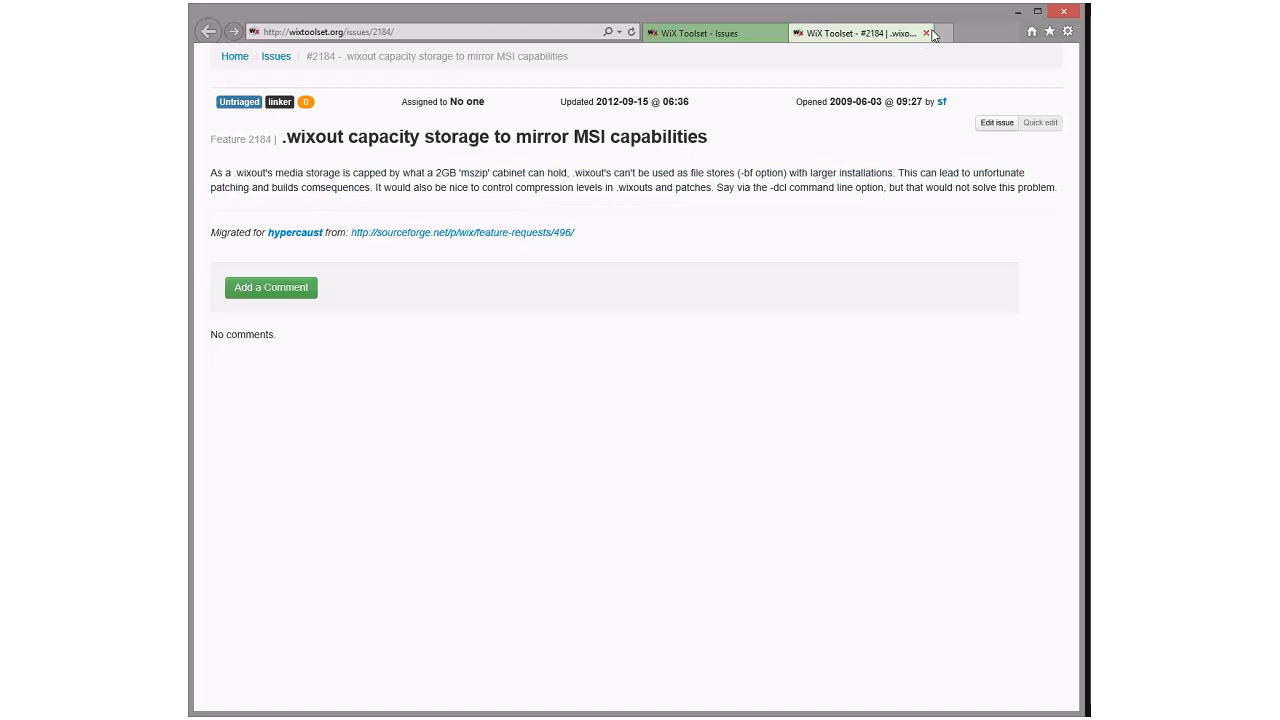 http://wixtoolset.org/issues/2184/
WiX Toolset - Issues
WiX Toolset - #2184 | .wixo...
Home / Issues / #2184 - .wixout capacity storage to mirror MSI capabilities
Untriaged linker 0 Assigned to No one Updated 2012-09-15 @ 06:36 Opened 2009-06-03 @ 09:27 by sf
Edit issue Quick edit
Feature 2184 | .wixout capacity storage to mirror MSI capabilities
As a .wixout's media storage is capped by what a 2GB 'mszip' cabinet can hold, .wixout's can't be used as file stores (-bf option) with larger installations. This can lead to unfortunate
patching and builds comsequences. It would also be nice to control compression levels in .wixouts and patches. Say via the -dcl command line option, but that would not solve this problem.
Migrated for hypercaust from: http://sourceforge.net/p/wix/feature-requests/496/
Add a Comment
No comments.